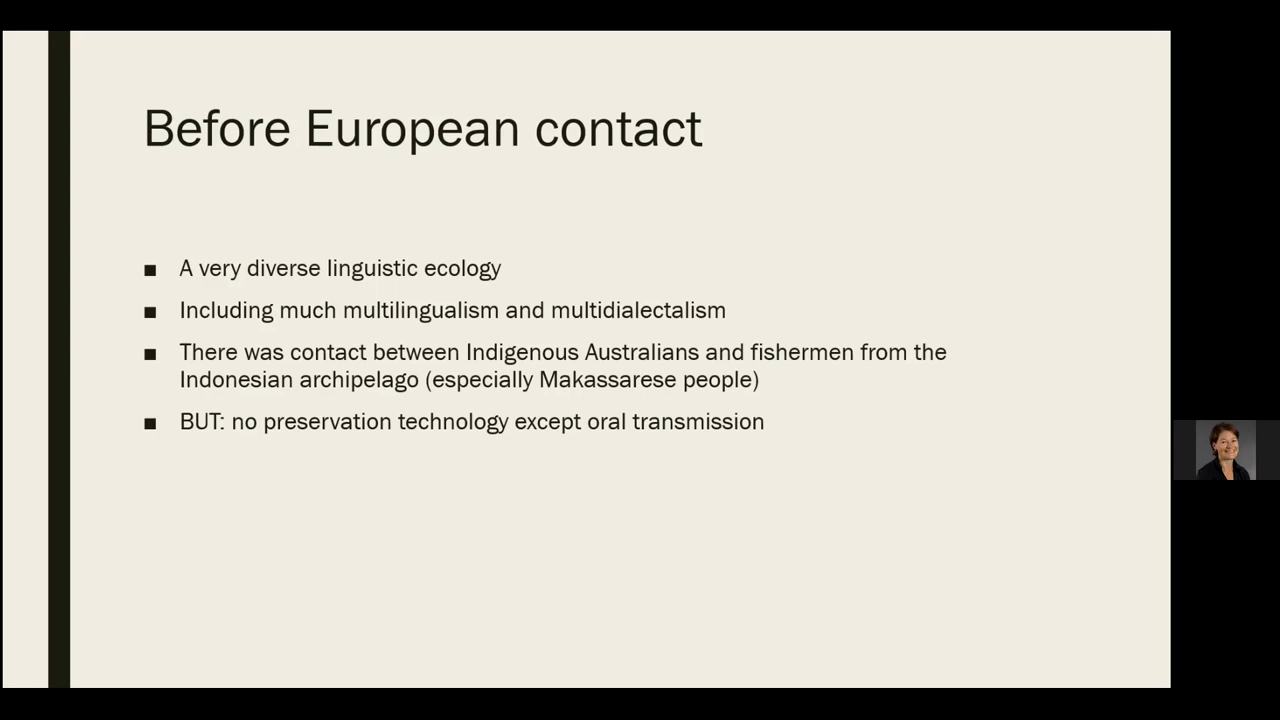 Before European contact
■ A very diverse linguistic ecology
■ Including much multilingualism and multidialectalism
■ There was contact between Indigenous Australians and fishermen from the
Indonesian archipelago (especially Makassarese people)
■ BUT: no preservation technology except oral transmission